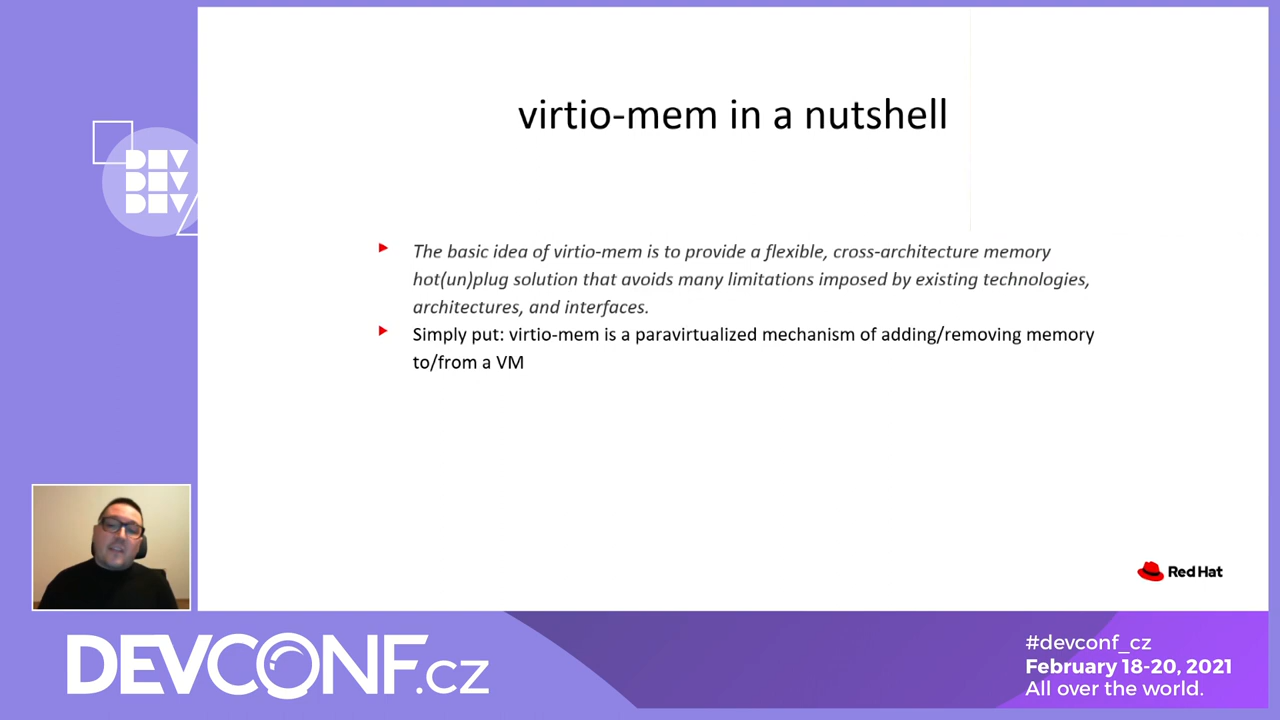 virtio-mem in a nutshell
DEV
DEV
DEV
The basic idea of virtio-mem is to provide a flexible, cross-architecture memory
hot(un)plug solution that avoids many limitations imposed by existing technologies,
architectures, and interfaces.
Simply put: virtio-mem is a paravirtualized mechanism of adding/removing memory
to/from a VM
Red Hat
DEVCONF.cz
#devconf_cz
February 18-20, 2021
All over the world.